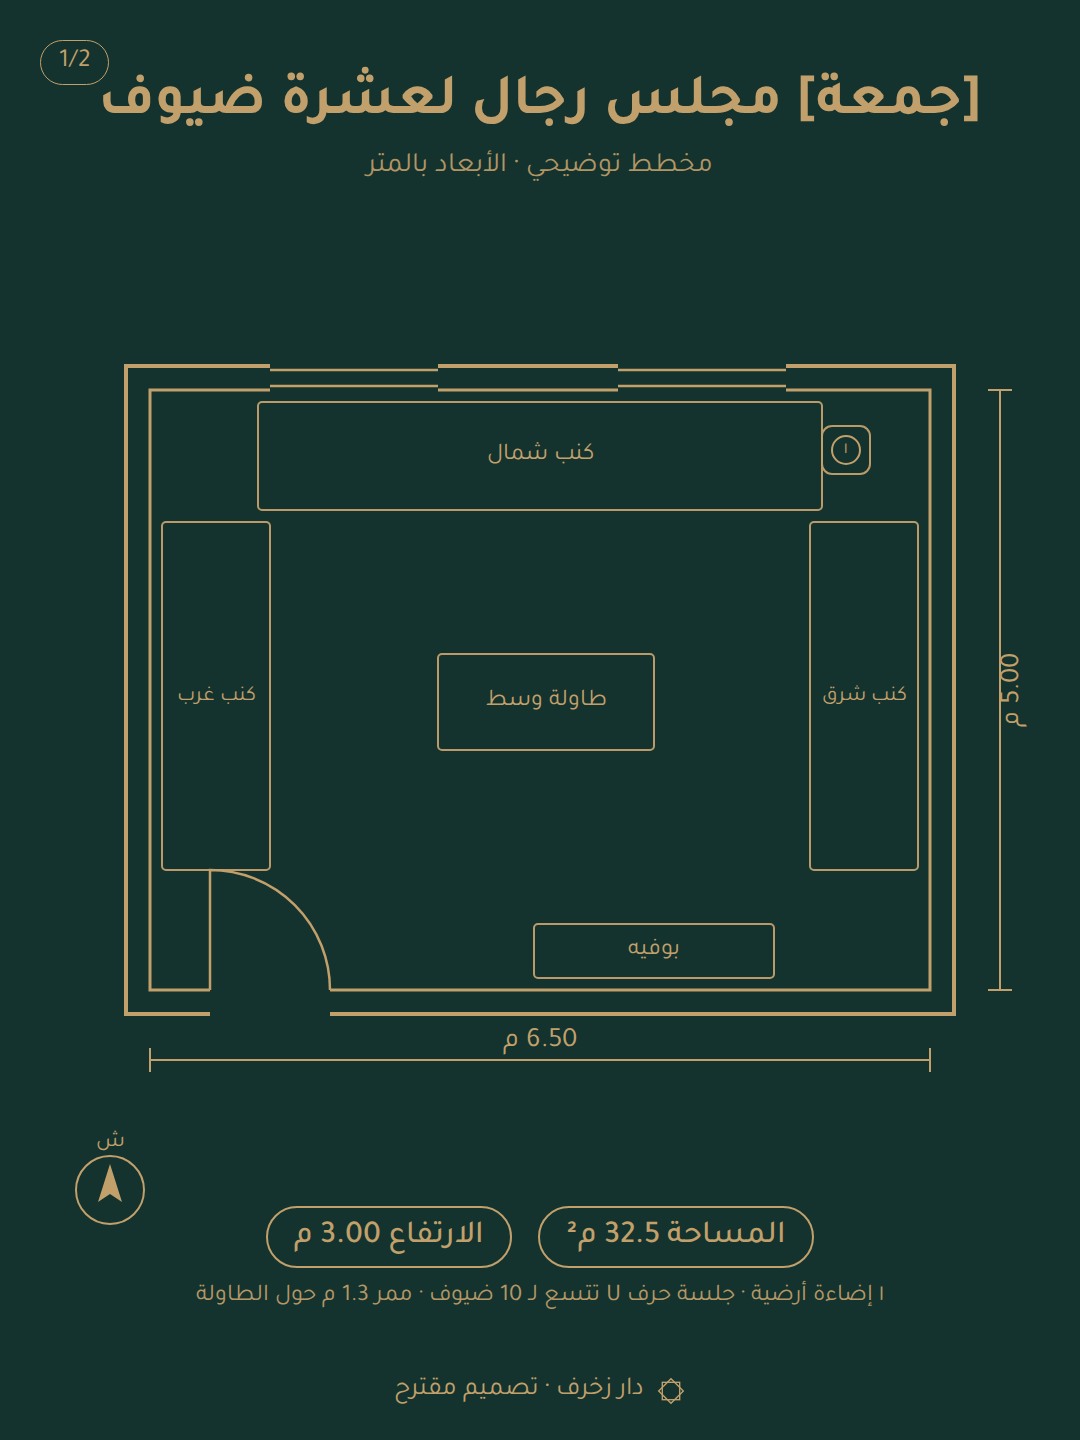 1/2
[جمعة] مجلس رجال لعشرة ضيوف
مخطط توضيحي · الأبعاد بالمتر
كنب شمال
ا
كنب غرب
طاولة وسط
كنب شرق
5.00 م
بوفيه
6.50 م
ش
المساحة 32.5 م²
الارتفاع 3.00 م
ا إضاءة أرضية · جلسة حرف U تتسع لـ 10 ضيوف · ممر 1.3 م حول الطاولة
دار زخرف · تصميم مقترح